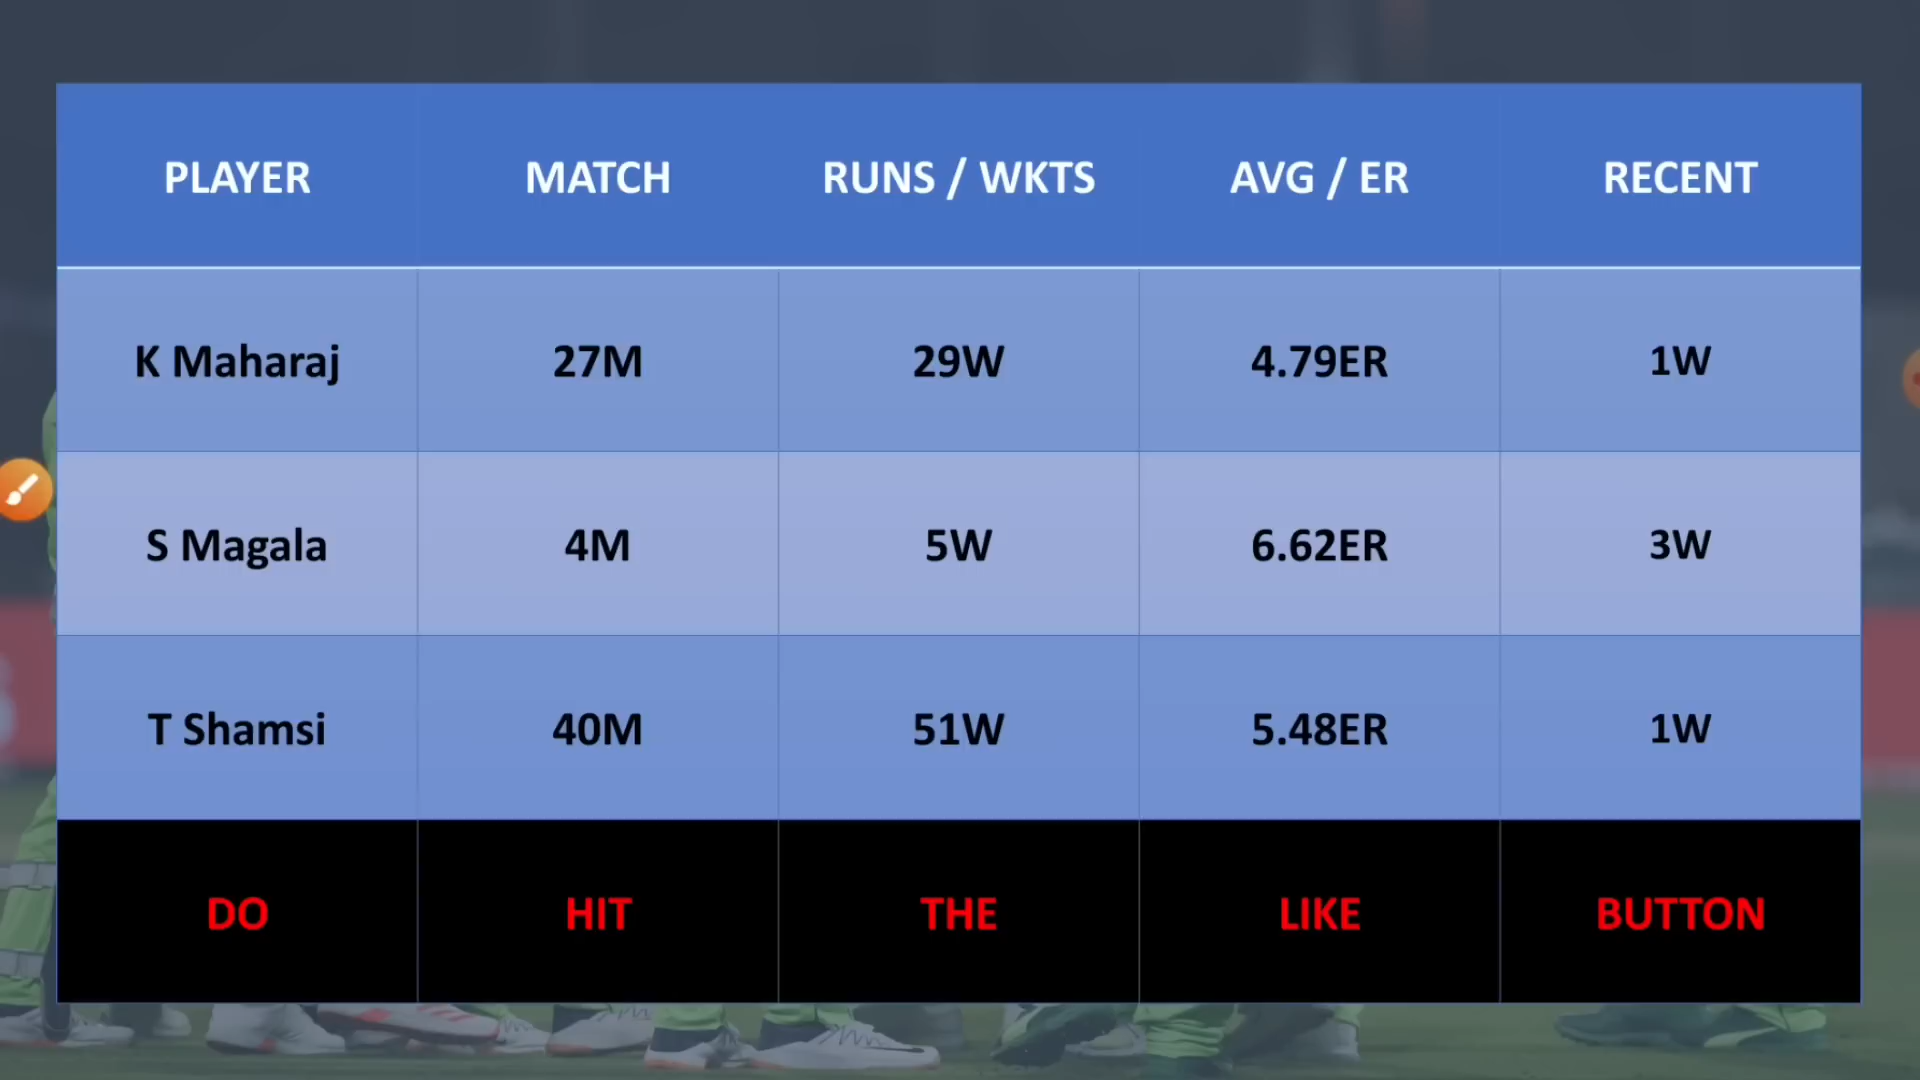 PLAYER MATCH RUNS / WKTS AVG / ER RECENT
K Maharaj 27M 29W 4.79ER 1W
S Magala 4M 5W 6.62ER 3W
T Shamsi 40M 51W 5.48ER 1W
DO HIT THE LIKE BUTTON